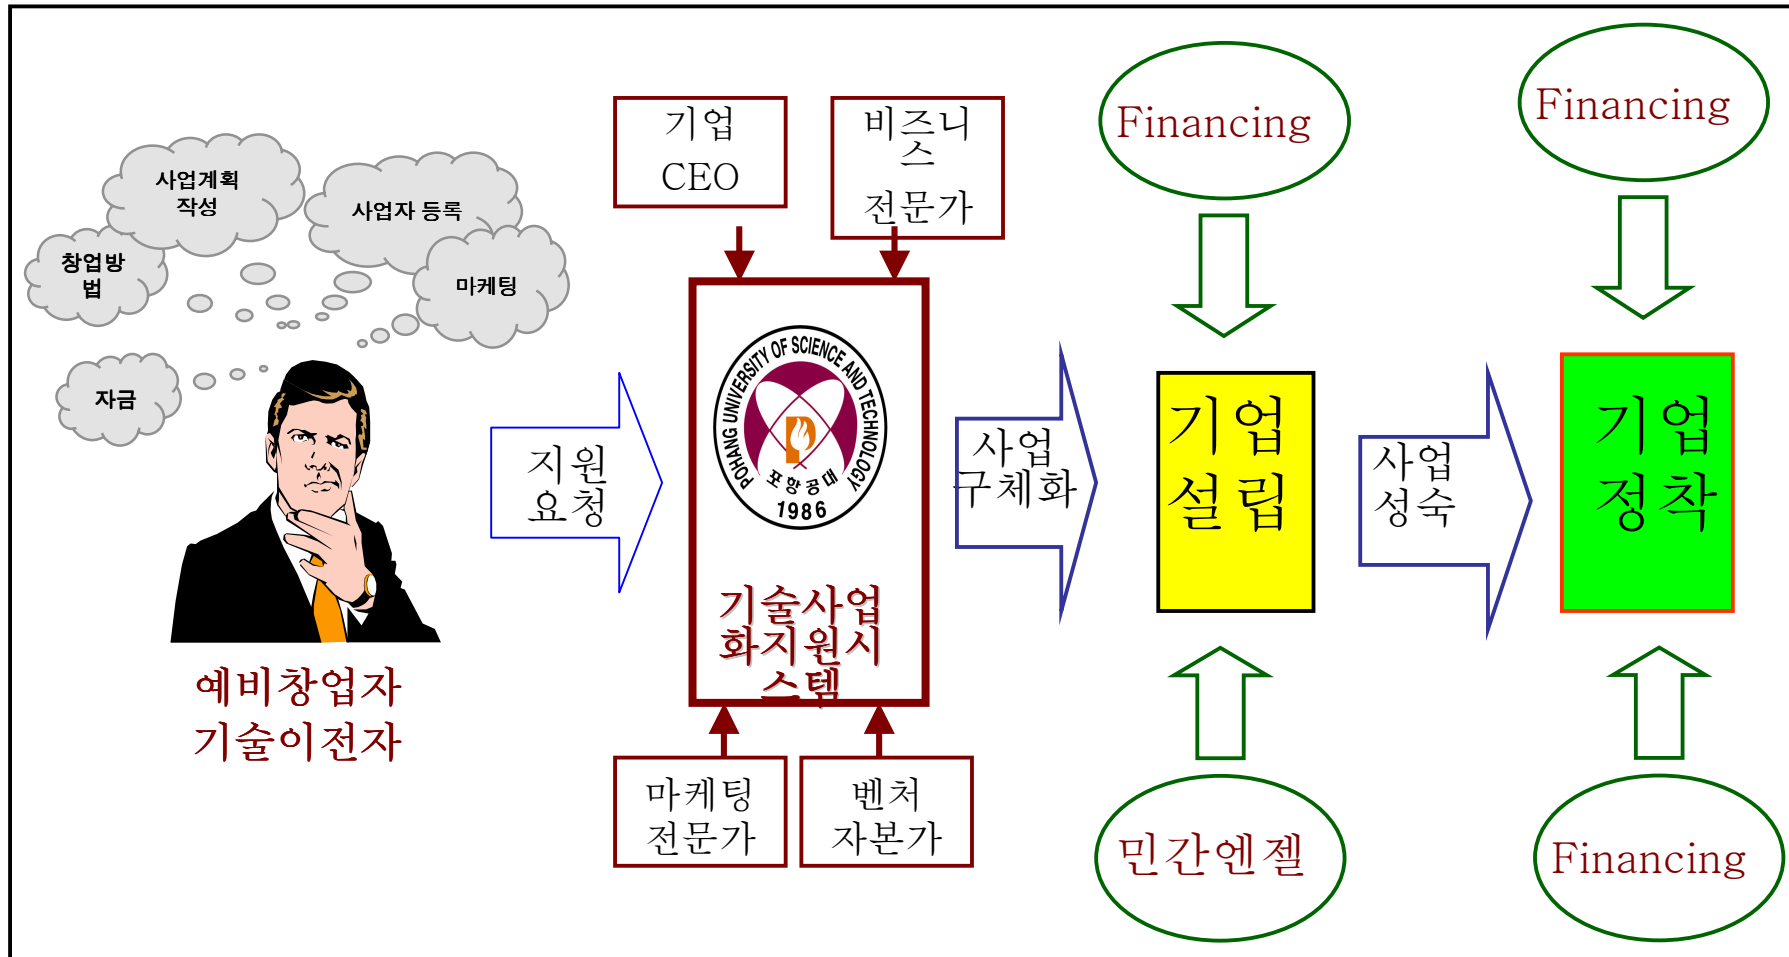 사업계획
작성
사업자 등록
창업방
법
마케팅
자금
예비창업자
기술이전자
지원
요청
기업
CEO
비즈니
스
전문가
POHANG UNIVERSITY OF SCIENCE AND TECHNOLOGY
포항공대
1986
기술사업
화지원시
스템
마케팅
전문가
벤처
자본가
사업
구체화
Financing
기업
설립
민간엔젤
사업
성숙
Financing
기업
정착
Financing